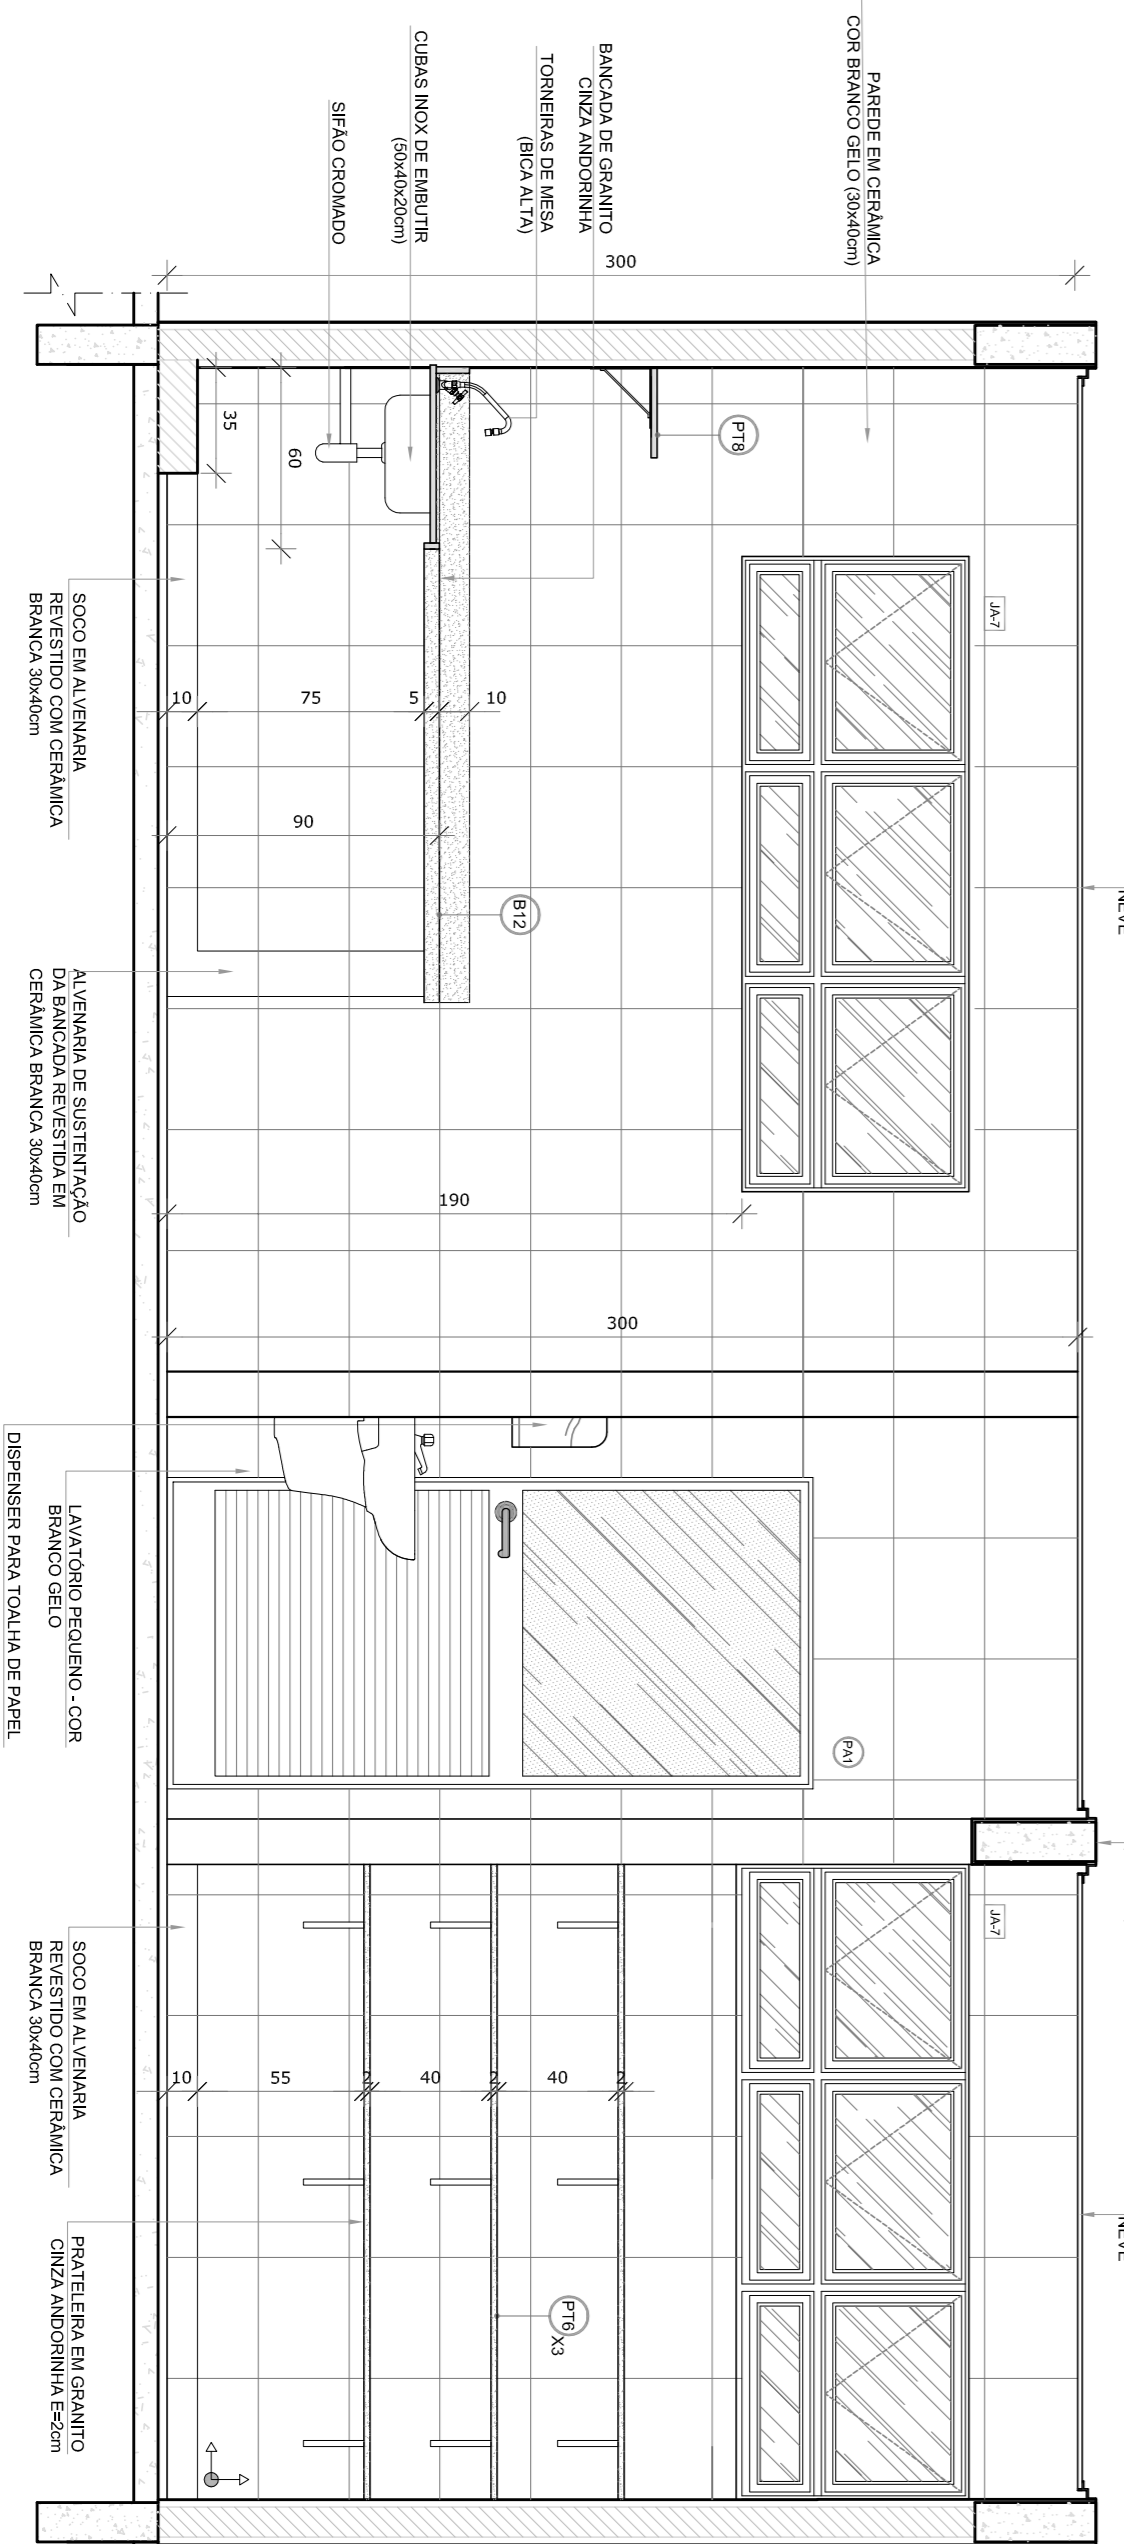 PAREDE EM CERÂMICA
COR BRANCO GELO (30x40cm)
BANCADA DE GRANITO
CINZA ANDORINHA
TORNEIRAS DE MESA
(BICA ALTA)
CUBAS INOX DE EMBUTIR
(50x40x20cm)
SIFÃO CROMADO
300
PT8
35
60
JA-7
10
75
5
10
90
B12
190
300
NEVE
SOCO EM ALVENARIA
REVESTIDO COM CERÂMICA
BRANCA 30x40cm
ALVENARIA DE SUSTENTAÇÃO
DA BANCADA REVESTIDA EM
CERÂMICA BRANCA 30x40cm
LAVATÓRIO PEQUENO - COR
BRANCO GELO
DISPENSER PARA TOALHA DE PAPEL
PA1
JA-7
10
55
2
40
2
40
2
PT6
X3
NEVE
SOCO EM ALVENARIA
REVESTIDO COM CERÂMICA
BRANCA 30x40cm
PRATELEIRA EM GRANITO
CINZA ANDORINHA E=2cm